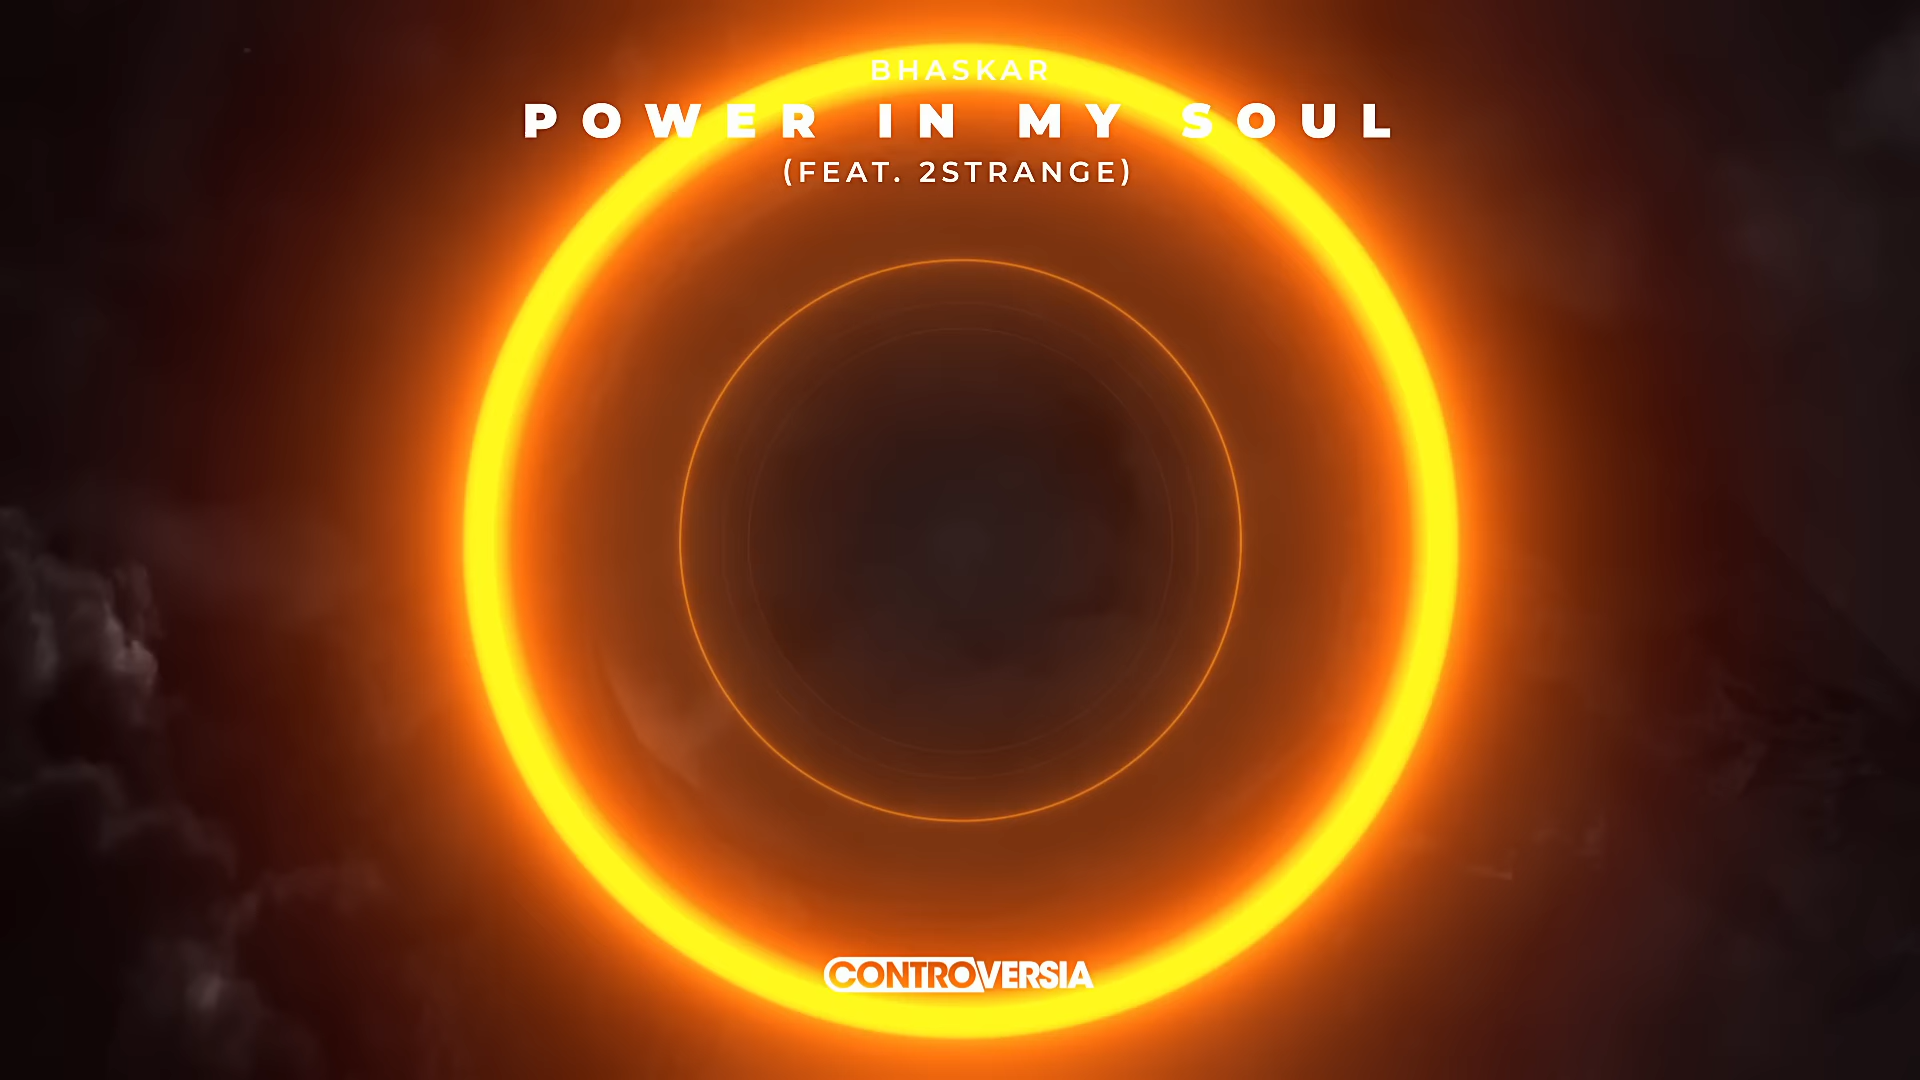 BHASKAR
POWER IN MY SOUL
(FEAT. 2STRANGE)
CONTROVERSIA